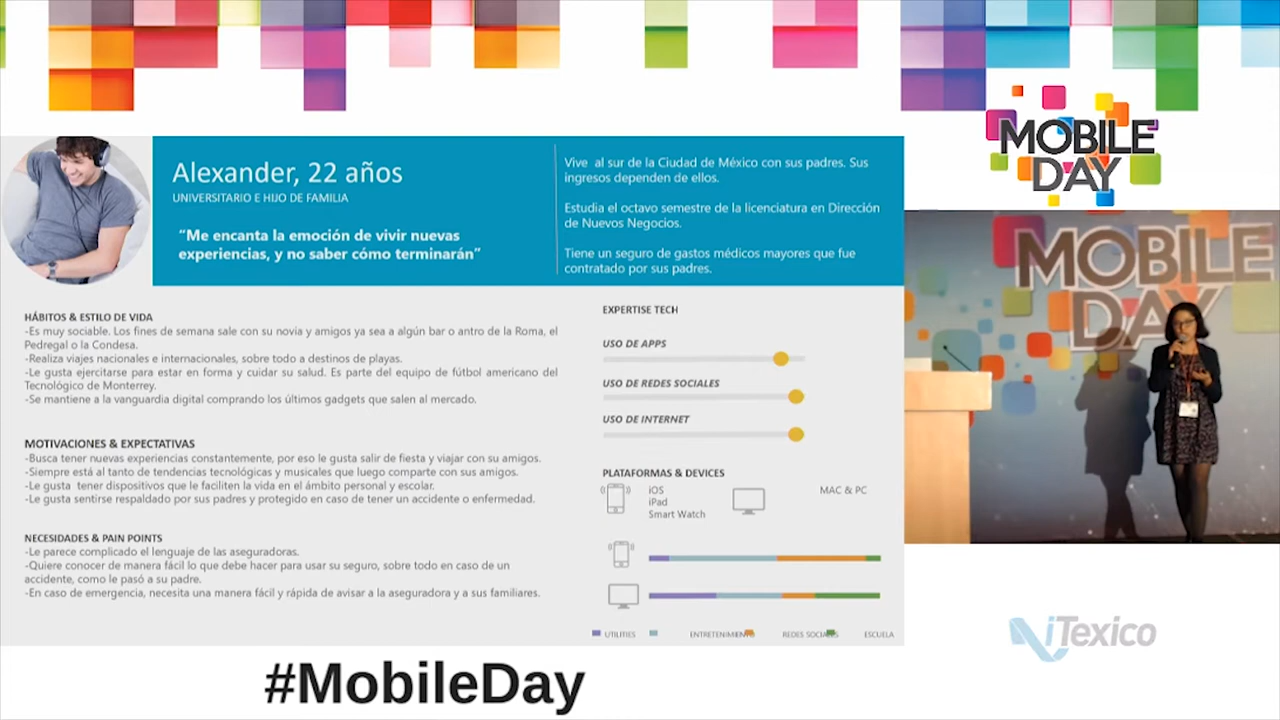 MOBILE
DAY
Alexander, 22 años
UNIVERSITARIO E HIJO DE FAMILIA
“Me encanta la emoción de vivir nuevas
experiencias, y no saber cómo terminarán”
Vive al sur de la Ciudad de México con sus padres. Sus
ingresos dependen de ellos.
Estudia el octavo semestre de la licenciatura en Dirección
de Nuevos Negocios.
Tiene un seguro de gastos médicos mayores que fue
contratado por sus padres.
HÁBITOS & ESTILO DE VIDA
-Es muy sociable. Los fines de semana sale con su novia y amigos ya sea a algún bar o antro de la Roma, el
Pedregal o la Condesa.
-Realiza viajes nacionales e internacionales, sobre todo a destinos de playas.
-Le gusta ejercitarse para estar en forma y cuidar su salud. Es parte del equipo de fútbol americano del
Tecnológico de Monterrey.
-Se mantiene a la vanguardia digital comprando los últimos gadgets que salen al mercado.
MOTIVACIONES & EXPECTATIVAS
-Busca tener nuevas experiencias constantemente, por eso le gusta salir de fiesta y viajar con su amigos.
-Siempre está al tanto de tendencias tecnológicas y musicales que luego comparte con sus amigos.
-Le gusta tener dispositivos que le faciliten la vida en el ámbito personal y escolar.
-Le gusta sentirse respaldado por sus padres y protegido en caso de tener un accidente o enfermedad.
NECESIDADES & PAIN POINTS
-Le parece complicado el lenguaje de las aseguradoras.
-Quiere conocer de manera fácil lo que debe hacer para usar su seguro, sobre todo en caso de un
accidente, como le pasó a su padre.
-En caso de emergencia, necesita una manera fácil y rápida de avisar a la aseguradora y a sus familiares.
EXPERTISE TECH
USO DE APPS
USO DE REDES SOCIALES
USO DE INTERNET
PLATAFORMAS & DEVICES
iOS
iPad
Smart Watch
MAC & PC
UTILITIES ENTRETENIMIENTO REDES SOCIALES ESCUELA
MOBILE
DAY
iTexico
#MobileDay